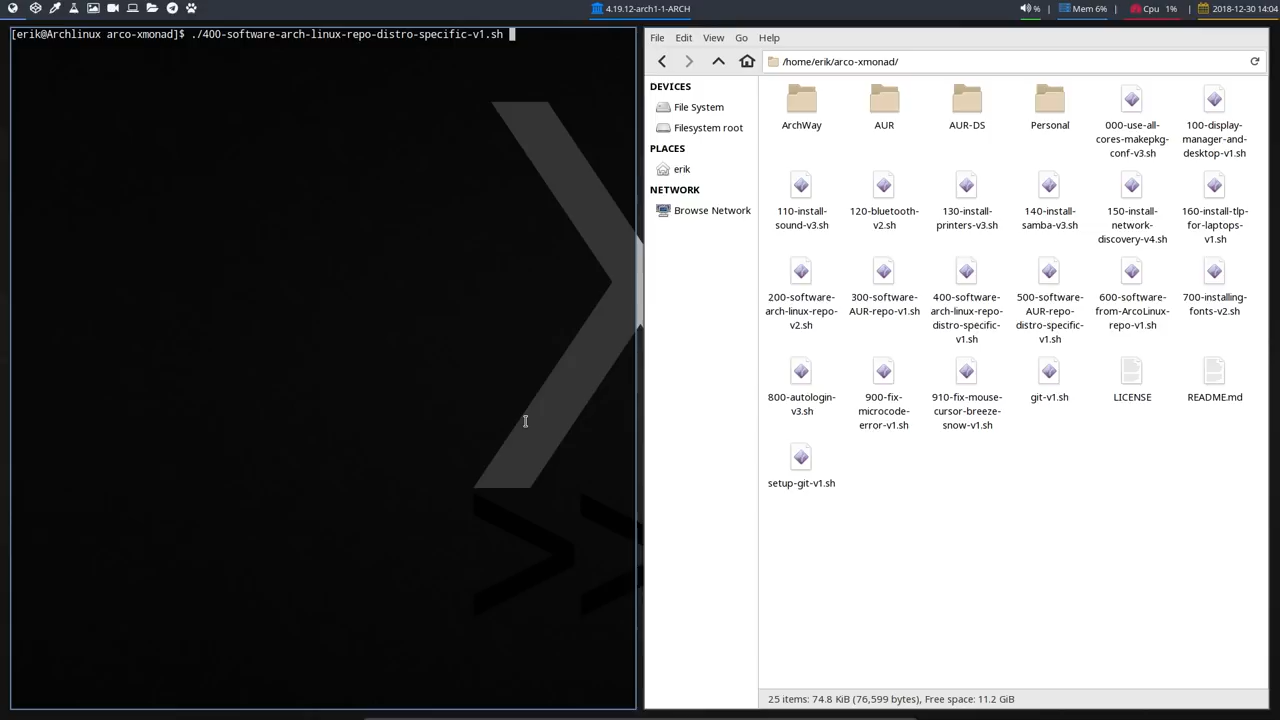 4.19.12-arch1-1-ARCH
%
Mem 6%
Cpu 1%
2018-12-30 14:04
[erik@Archlinux arco-xmonad]$ ./400-software-arch-linux-repo-distro-specific-v1.sh
File Edit View Go Help
/home/erik/arco-xmonad/
DEVICES
File System
Filesystem root
PLACES
erik
NETWORK
Browse Network
ArchWay
AUR
AUR-DS
Personal
000-use-all-
cores-makepkg-
conf-v3.sh
100-display-
manager-and-
desktop-v1.sh
110-install-
sound-v3.sh
120-bluetooth-
v2.sh
130-install-
printers-v3.sh
140-install-
samba-v3.sh
150-install-
network-
discovery-v4.sh
160-install-tlp-
for-laptops-
v1.sh
200-software-
arch-linux-repo-
v2.sh
300-software-
AUR-repo-v1.sh
400-software-
arch-linux-repo-
distro-specific-
v1.sh
500-software-
AUR-repo-
distro-specific-
v1.sh
600-software-
from-ArcoLinux-
repo-v1.sh
700-installing-
fonts-v2.sh
800-autologin-
v3.sh
900-fix-
microcode-
error-v1.sh
910-fix-mouse-
cursor-breeze-
snow-v1.sh
git-v1.sh
LICENSE
README.md
setup-git-v1.sh
25 items: 74.8 KiB (76,599 bytes), Free space: 11.2 GiB